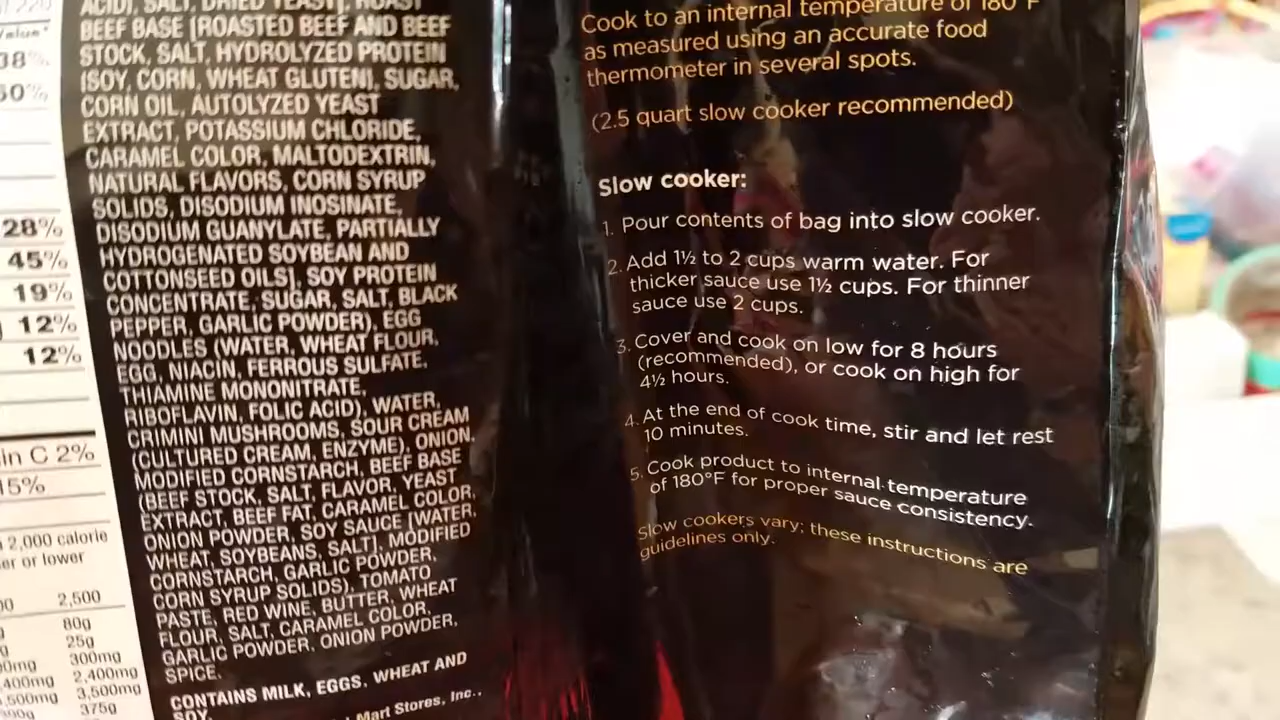 Value*
38%
50%
28%
45%
19%
12%
12%
in C 2%
15%
2,000 calorie
or lower
2,500
80g
25g
300mg
2,400mg
3,500mg
375g
ACID), SALT, DRIED YEAST], ROAST
BEEF BASE [ROASTED BEEF AND BEEF
STOCK, SALT, HYDROLYZED PROTEIN
(SOY, CORN, WHEAT GLUTEN), SUGAR,
CORN OIL, AUTOLYZED YEAST
EXTRACT, POTASSIUM CHLORIDE,
CARAMEL COLOR, MALTODEXTRIN,
NATURAL FLAVORS, CORN SYRUP
SOLIDS, DISODIUM INOSINATE,
DISODIUM GUANYLATE, PARTIALLY
HYDROGENATED SOYBEAN AND
COTTONSEED OILS], SOY PROTEIN
CONCENTRATE, SUGAR, SALT, BLACK
PEPPER, GARLIC POWDER), EGG
NOODLES (WATER, WHEAT FLOUR,
EGG, NIACIN, FERROUS SULFATE,
THIAMINE MONONITRATE,
RIBOFLAVIN, FOLIC ACID), WATER,
CRIMINI MUSHROOMS, SOUR CREAM
(CULTURED CREAM, ENZYME), ONION,
MODIFIED CORNSTARCH, BEEF BASE
(BEEF STOCK, SALT, FLAVOR, YEAST
EXTRACT, BEEF FAT, CARAMEL COLOR,
ONION POWDER, SOY SAUCE [WATER,
WHEAT, SOYBEANS, SALT], MODIFIED
CORNSTARCH, GARLIC POWDER,
CORN SYRUP SOLIDS), TOMATO
PASTE, RED WINE, BUTTER, WHEAT
FLOUR, SALT, CARAMEL COLOR,
GARLIC POWDER, ONION POWDER,
SPICE.
CONTAINS MILK, EGGS, WHEAT AND
SOY.
Mart Stores, Inc.,
Cook to an internal temperature of 180°F
as measured using an accurate food
thermometer in several spots.
(2.5 quart slow cooker recommended)
Slow cooker:
1. Pour contents of bag into slow cooker.
2. Add 1½ to 2 cups warm water. For
thicker sauce use 1½ cups. For thinner
sauce use 2 cups.
3. Cover and cook on low for 8 hours
(recommended), or cook on high for
4½ hours.
4. At the end of cook time, stir and let rest
10 minutes.
5. Cook product to internal temperature
of 180°F for proper sauce consistency.
Slow cookers vary; these instructions are
guidelines only.